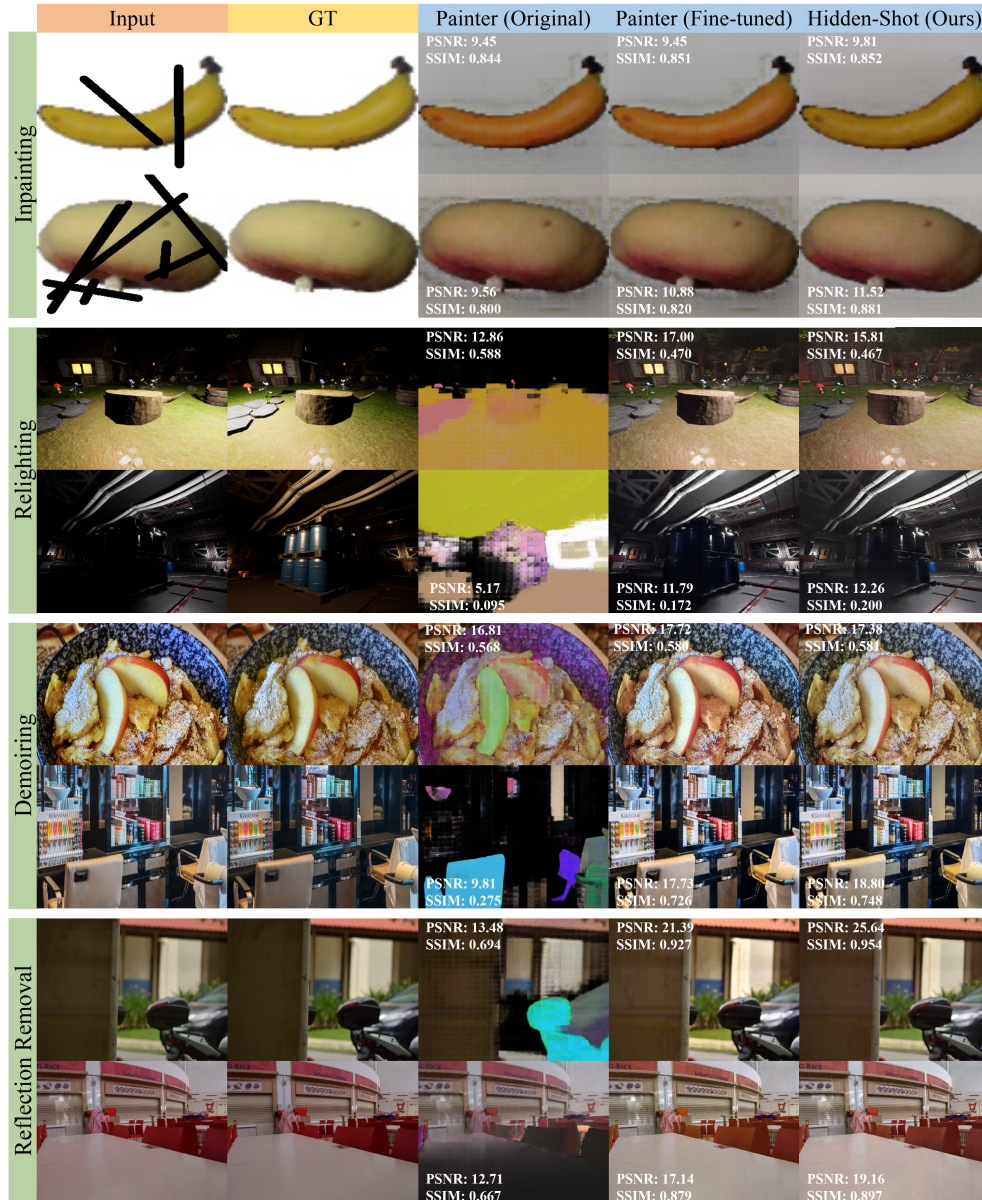 Input GT Painter (Original) Painter (Fine-tuned) Hidden-Shot (Ours)
Inpainting
PSNR: 9.45
SSIM: 0.844
PSNR: 9.45
SSIM: 0.851
PSNR: 9.81
SSIM: 0.852
PSNR: 9.56
SSIM: 0.800
PSNR: 10.88
SSIM: 0.820
PSNR: 11.52
SSIM: 0.881
Relighting
PSNR: 12.86
SSIM: 0.588
PSNR: 17.00
SSIM: 0.470
PSNR: 15.81
SSIM: 0.467
PSNR: 5.17
SSIM: 0.095
PSNR: 11.79
SSIM: 0.172
PSNR: 12.26
SSIM: 0.200
Demoiring
PSNR: 16.81
SSIM: 0.568
PSNR: 17.72
SSIM: 0.580
PSNR: 17.38
SSIM: 0.581
PSNR: 9.81
SSIM: 0.275
PSNR: 17.73
SSIM: 0.726
PSNR: 18.80
SSIM: 0.748
Reflection Removal
PSNR: 13.48
SSIM: 0.694
PSNR: 21.39
SSIM: 0.927
PSNR: 25.64
SSIM: 0.954
PSNR: 12.71
SSIM: 0.667
PSNR: 17.14
SSIM: 0.879
PSNR: 19.16
SSIM: 0.897